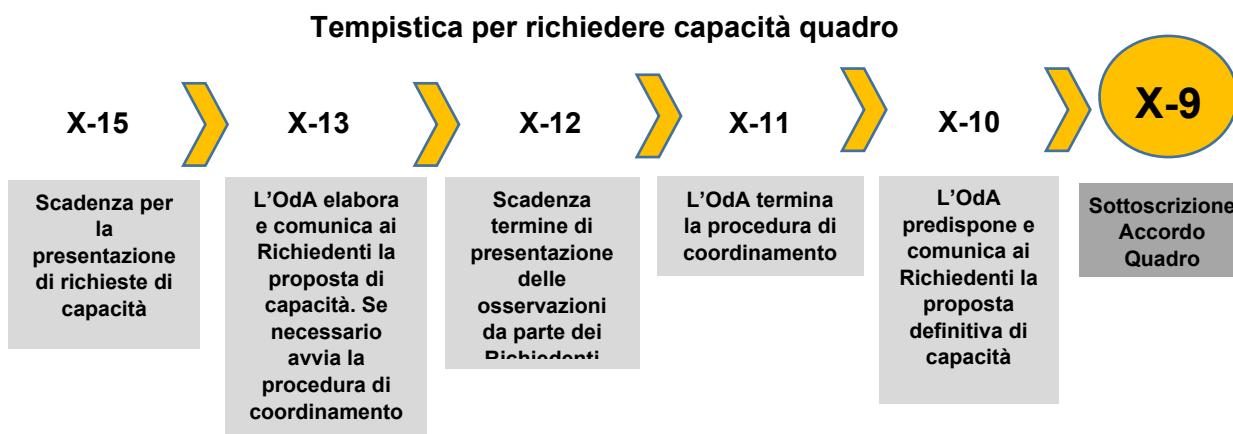 Tempistica per richiedere capacità quadro
X-15
X-13
X-12
X-11
X-10
X-9
Scadenza per
la
presentazione
di richieste di
capacità
L'OdA elabora
e comunica ai
Richiedenti la
proposta di
capacità. Se
necessario
avvia la
procedura di
coordinamento
Scadenza
termine di
presentazione
delle
osservazioni
da parte dei
Richiedenti
L'OdA termina
la procedura di
coordinamento
L'OdA
predispone e
comunica ai
Richiedenti la
proposta
definitiva di
capacità
Sottoscrizione
Accordo
Quadro